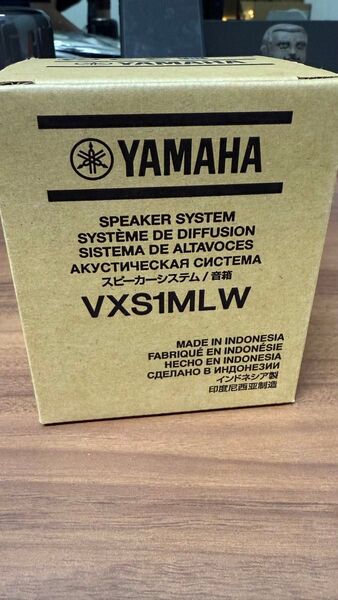 YAMAHA
SPEAKER SYSTEM
SYSTÈME DE DIFFUSION
SISTEMA DE ALTAVOCES
АКУСТИЧЕСКАЯ СИСТЕМА
スピーカーシステム / 音箱
VXS1MLW
MADE IN INDONESIA
FABRIQUÉ EN INDONÉSIE
HECHO EN INDONESIA
СДЕЛАНО В ИНДОНЕЗИИ
インドネシア製
印度尼西亚制造